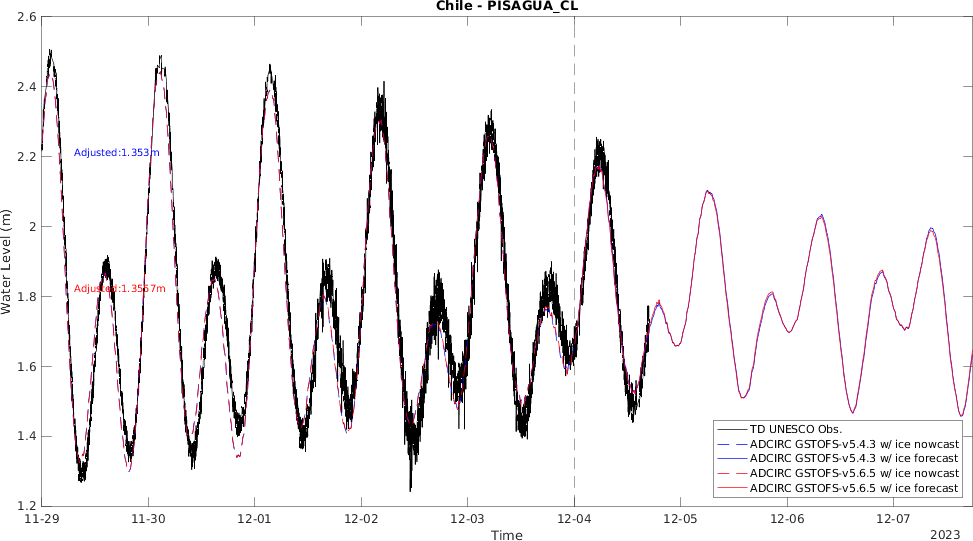 Chile - PISAGUA_CL
2.6
2.4
2.2
2
1.8
1.6
1.4
1.2
Water Level (m)
Adjusted:1.353m
Adjusted:1.3567m
TD UNESCO Obs.
ADCIRC GSTOFS-v5.4.3 w/ ice nowcast
ADCIRC GSTOFS-v5.4.3 w/ ice forecast
ADCIRC GSTOFS-v5.6.5 w/ ice nowcast
ADCIRC GSTOFS-v5.6.5 w/ ice forecast
11-29 11-30 12-01 12-02 12-03 12-04 12-05 12-06 12-07
Time
2023